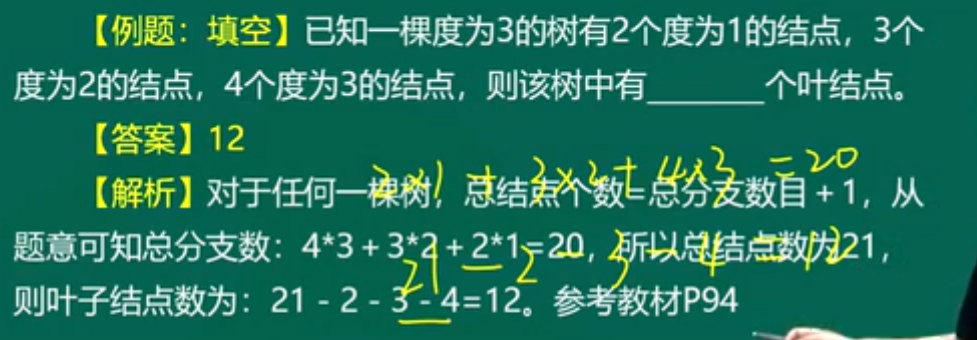 【例题：填空】已知一棵度为3的树有2个度为1的结点，3个
度为2的结点，4个度为3的结点，则该树中有________个叶结点。
【答案】12
2×1+3×2+4×3=20
【解析】对于任何一棵树，总结点个数=总分支数目+1，从
题意可知总分支数：4*3+3*2+2*1=20，所以总结点数为21，
21-2-3-4=12
则叶子结点数为：21 - 2 - 3 - 4=12。参考教材P94